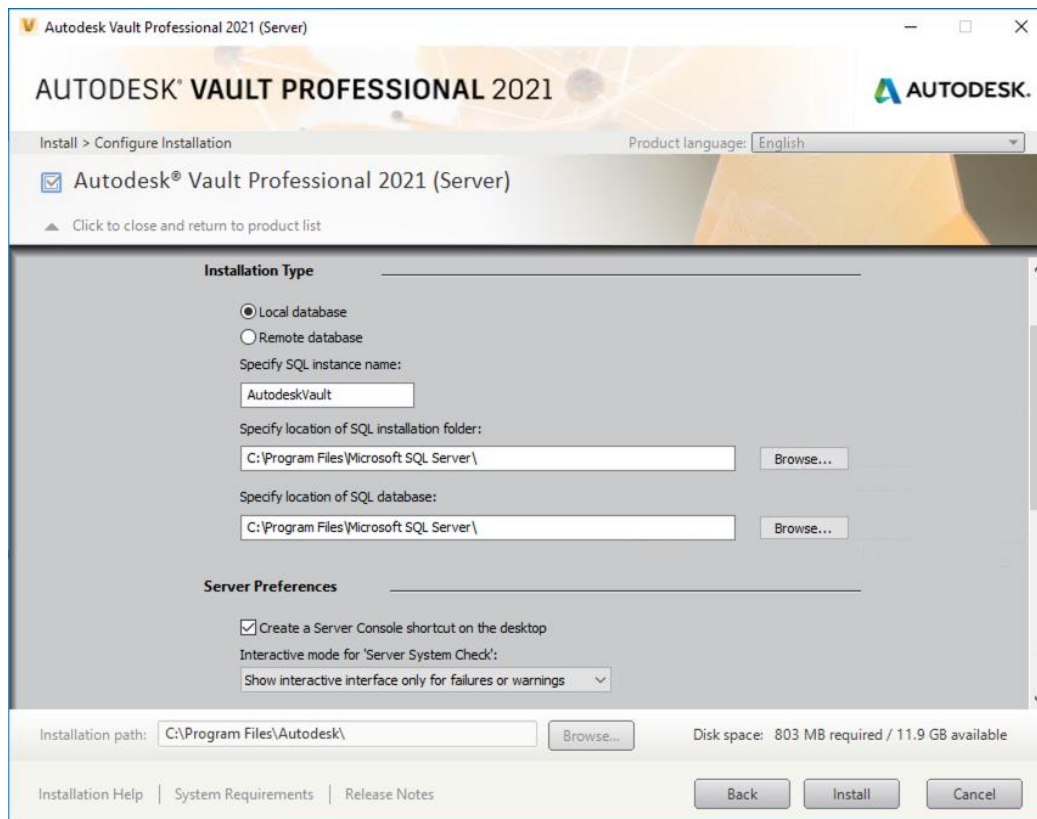 Autodesk Vault Professional 2021 (Server)
AUTODESK® VAULT PROFESSIONAL 2021
AUTODESK.
Install > Configure Installation
Product language: English
Autodesk® Vault Professional 2021 (Server)
Click to close and return to product list
Installation Type
Local database
Remote database
Specify SQL instance name:
AutodeskVault
Specify location of SQL installation folder:
C:\Program Files\Microsoft SQL Server\ Browse...
Specify location of SQL database:
C:\Program Files\Microsoft SQL Server\ Browse...
Server Preferences
Create a Server Console shortcut on the desktop
Interactive mode for 'Server System Check':
Show interactive interface only for failures or warnings
Installation path: C:\Program Files\Autodesk\ Browse... Disk space: 803 MB required / 11.9 GB available
Installation Help | System Requirements | Release Notes Back Install Cancel